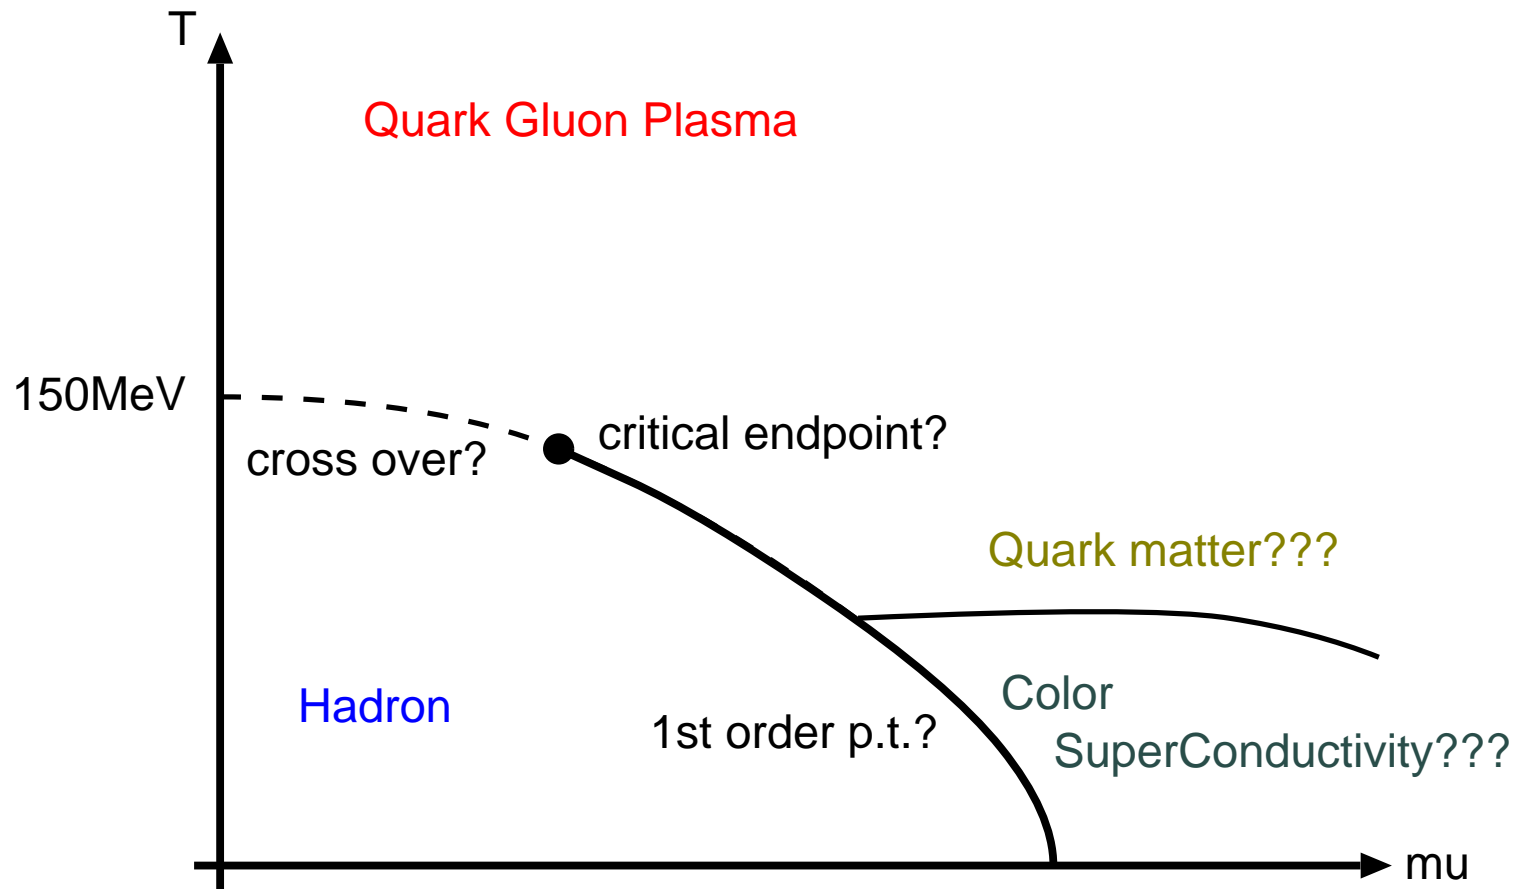 T
Quark Gluon Plasma
150MeV
critical endpoint?
cross over?
Quark matter???
Hadron
Color
1st order p.t.?
SuperConductivity???
mu